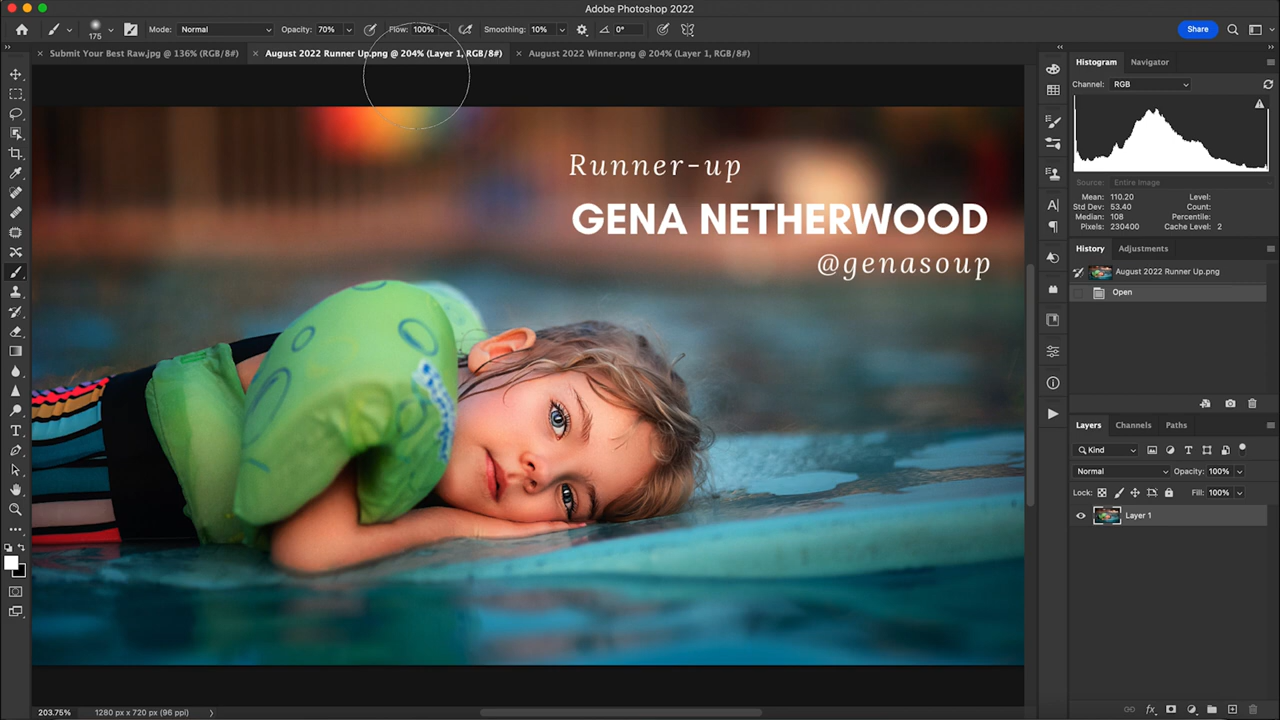 Adobe Photoshop 2022
175 Mode: Normal Opacity: 70% Flow: 100% Smoothing: 10% 0° Share
Submit Your Best Raw.jpg @ 136% (RGB/8#) August 2022 Runner Up.png @ 204% (Layer 1, RGB/8#) August 2022 Winner.png @ 204% (Layer 1, RGB/8#)
Histogram Navigator
Channel: RGB
Source: Entire Image
Mean: 110.20 Level:
Std Dev: 53.40 Count:
Median: 108 Percentile:
Pixels: 230400 Cache Level: 2
History Adjustments
August 2022 Runner Up.png
Open
Layers Channels Paths
Kind
Normal Opacity: 100%
Lock: Fill: 100%
Layer 1
Runner-up
GENA NETHERWOOD
@genasoup
203.75% 1280 px x 720 px (96 ppi)